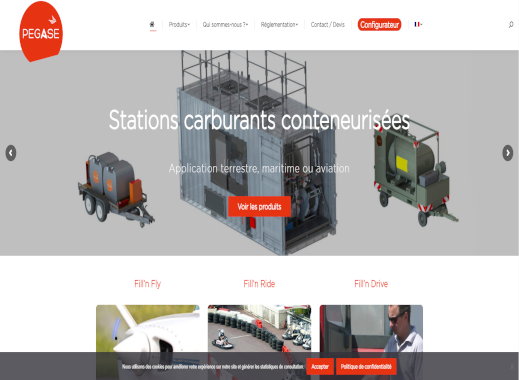 PEGASE
Produits
Qui sommes-nous ?
Règlementation
Contact / Devis
Configurateur
Stations carburants conteneurisées
Application terrestre, maritime ou aviation
Voir les produits
Fill'n Fly
Fill'n Ride
Fill'n Drive
Nous utilisons des cookies pour améliorer votre expérience sur notre site et générer les statistiques de consultation.
Accepter
Politique de confidentialité